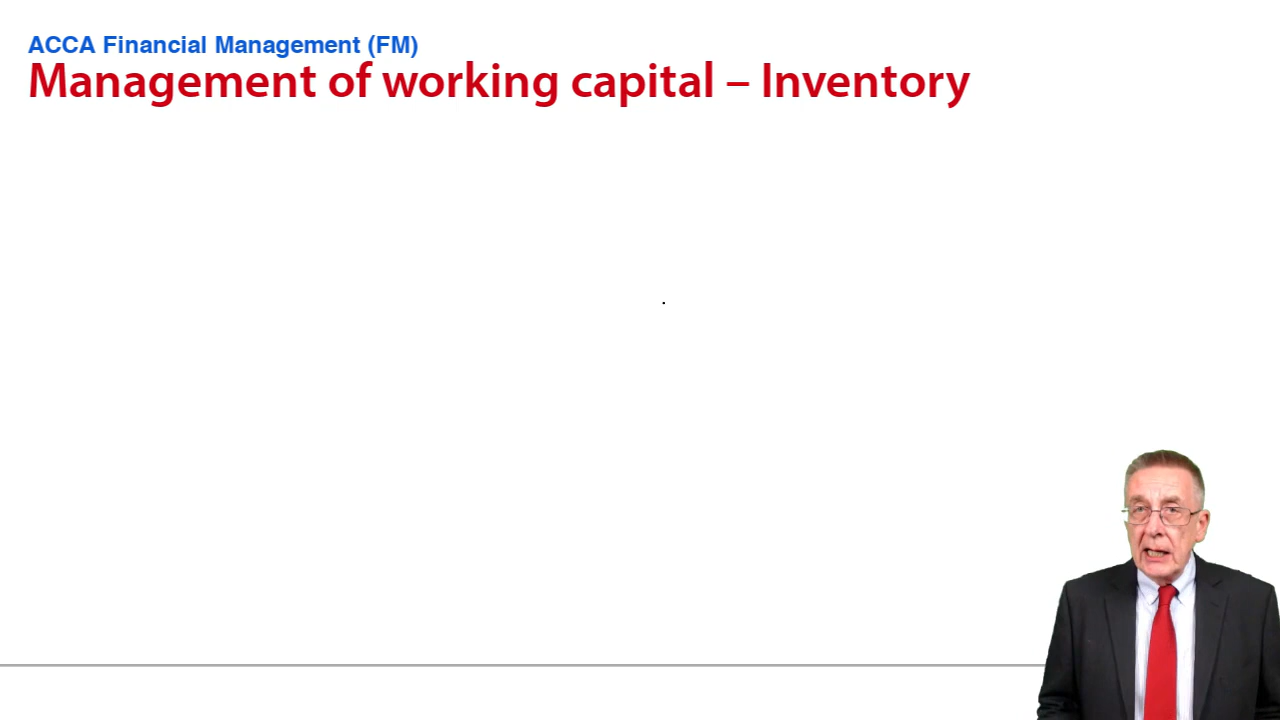 ACCA Financial Management (FM)
Management of working capital – Inventory